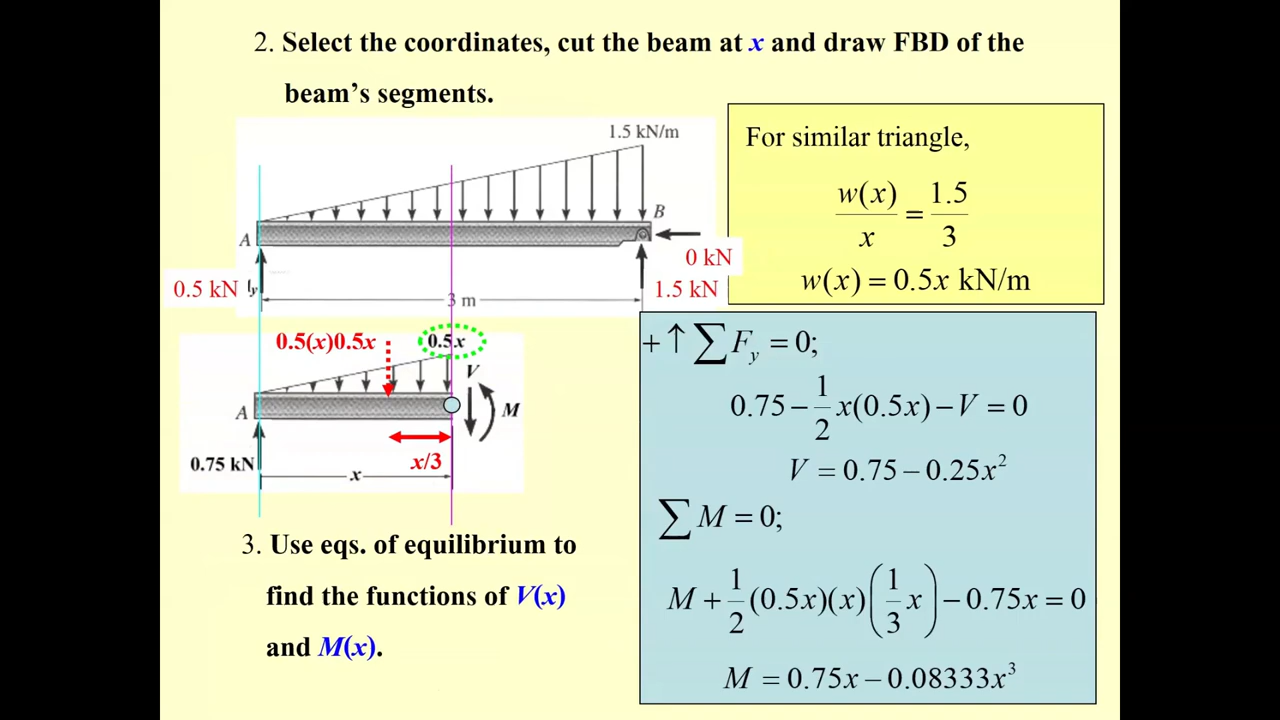 2. Select the coordinates, cut the beam at x and draw FBD of the
beam's segments.
1.5 kN/m
B
A
0 kN
0.5 kN
y
1.5 kN
3 m
For similar triangle,
w(x)/x = 1.5/3
w(x) = 0.5x kN/m
0.5(x)0.5x
0.5x
V
A
M
0.75 kN
x/3
x
+↑∑F_y = 0;
0.75 − 1/2 x(0.5x) − V = 0
V = 0.75 − 0.25x²
∑M = 0;
M + 1/2 (0.5x)(x)(1/3 x) − 0.75x = 0
M = 0.75x − 0.08333x³
3. Use eqs. of equilibrium to
find the functions of V(x)
and M(x).